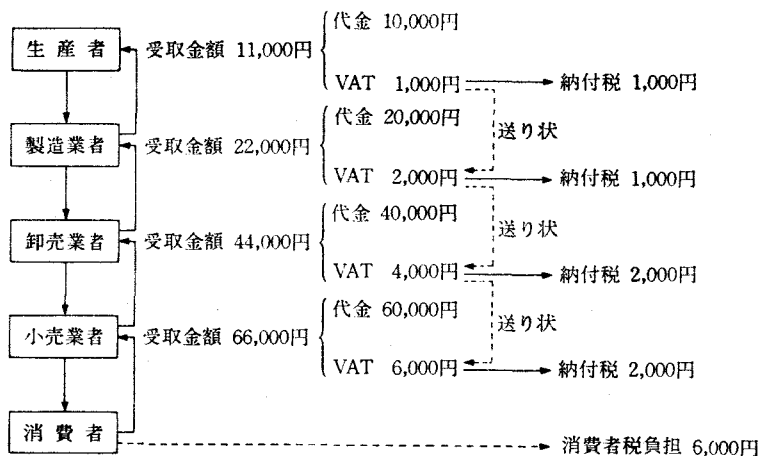 代金 10,000円
生産者 受取金額 11,000円
VAT 1,000円 納付税 1,000円
代金 20,000円
送り状
製造業者 受取金額 22,000円
VAT 2,000円 納付税 1,000円
代金 40,000円
送り状
卸売業者 受取金額 44,000円
VAT 4,000円 納付税 2,000円
代金 60,000円
送り状
小売業者 受取金額 66,000円
VAT 6,000円 納付税 2,000円
消費者 消費者税負担 6,000円